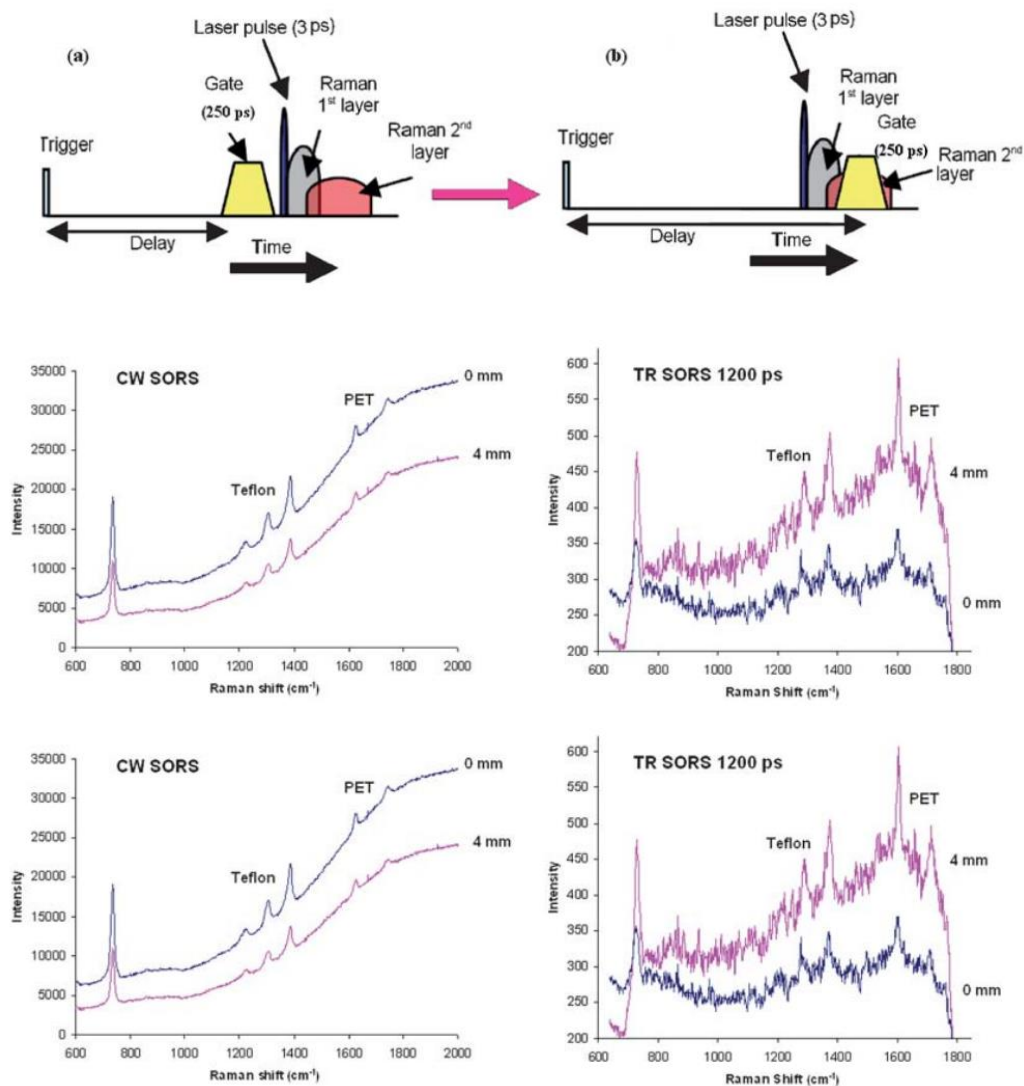 Laser pulse (3 ps)
(a)
Gate
(250 ps)
Raman
1st layer
Raman 2nd
layer
Trigger
Delay
Time
Laser pulse (3 ps)
(b)
Raman
1st layer
Gate
(250 ps)
Raman 2nd
layer
Trigger
Delay
Time
CW SORS
35000
30000
25000
20000
15000
10000
5000
0
Intensity
0 mm
PET
4 mm
Teflon
600 800 1000 1200 1400 1600 1800 2000
Raman shift (cm-1)
TR SORS 1200 ps
600
550
500
450
400
350
300
250
200
Intensity
PET
Teflon
4 mm
0 mm
600 800 1000 1200 1400 1600 1800
Raman Shift (cm-1)
CW SORS
35000
30000
25000
20000
15000
10000
5000
0
Intensity
0 mm
PET
4 mm
Teflon
600 800 1000 1200 1400 1600 1800 2000
Raman shift (cm-1)
TR SORS 1200 ps
600
550
500
450
400
350
300
250
200
Intensity
PET
Teflon
4 mm
0 mm
600 800 1000 1200 1400 1600 1800
Raman Shift (cm-1)